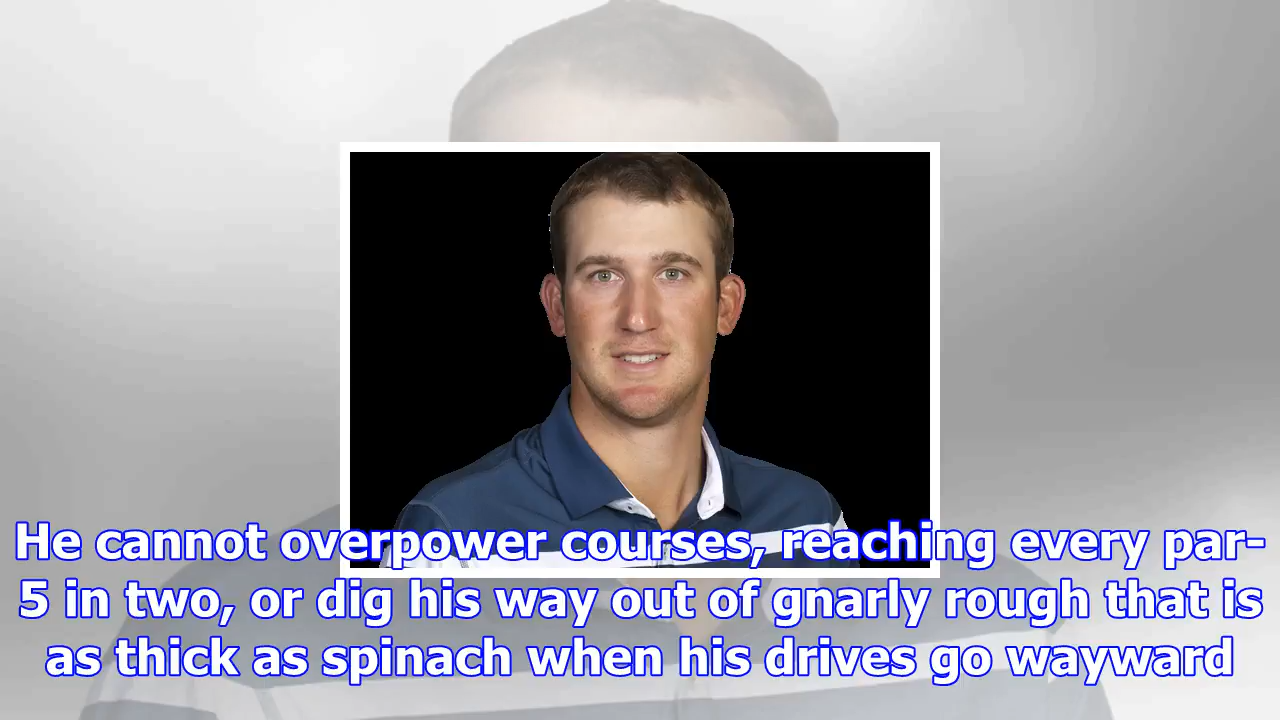 He cannot overpower courses, reaching every par-
5 in two, or dig his way out of gnarly rough that is
as thick as spinach when his drives go wayward